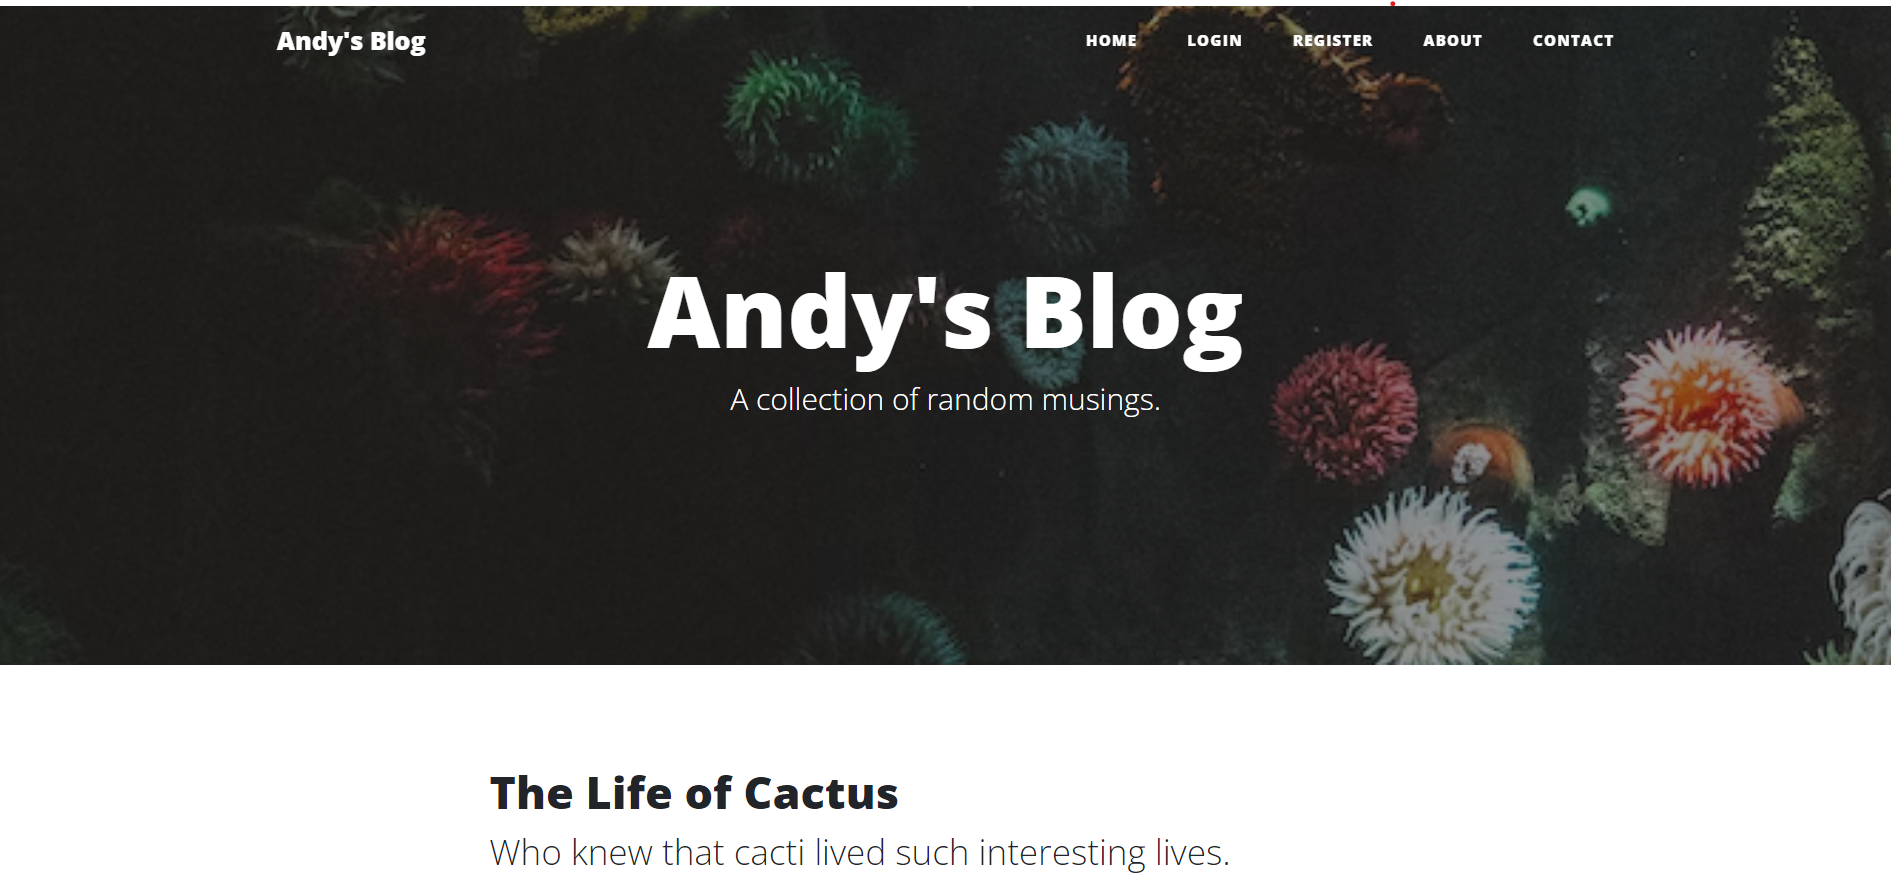 Andy's Blog
HOME LOGIN REGISTER ABOUT CONTACT
Andy's Blog
A collection of random musings.
The Life of Cactus
Who knew that cacti lived such interesting lives.